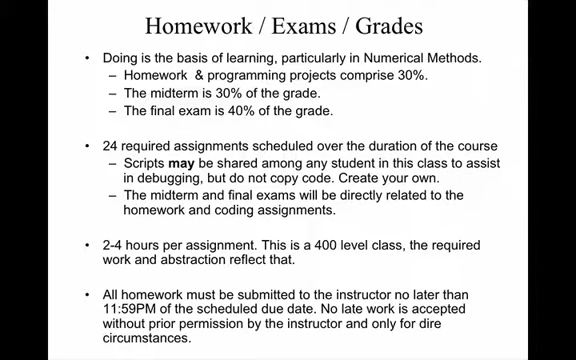 Homework / Exams / Grades
• Doing is the basis of learning, particularly in Numerical Methods.
– Homework & programming projects comprise 30%.
– The midterm is 30% of the grade.
– The final exam is 40% of the grade.
• 24 required assignments scheduled over the duration of the course
– Scripts may be shared among any student in this class to assist
in debugging, but do not copy code. Create your own.
– The midterm and final exams will be directly related to the
homework and coding assignments.
• 2-4 hours per assignment. This is a 400 level class, the required
work and abstraction reflect that.
• All homework must be submitted to the instructor no later than
11:59PM of the scheduled due date. No late work is accepted
without prior permission by the instructor and only for dire
circumstances.